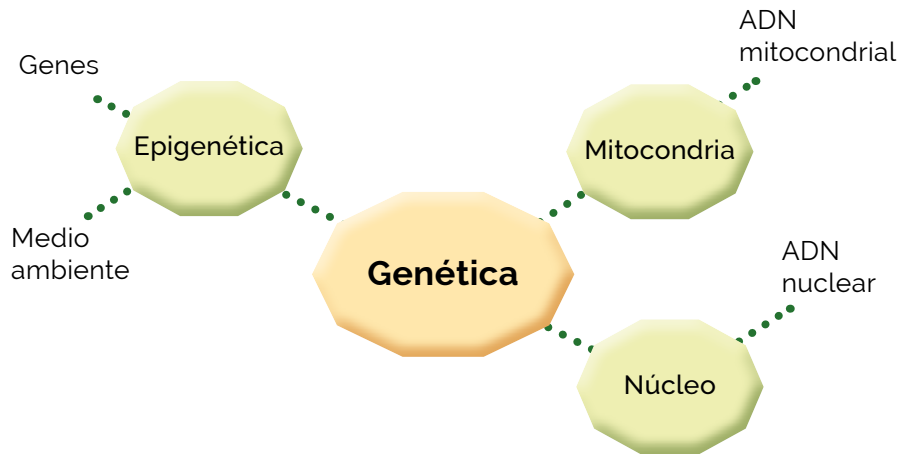 Genes
Epigenética
Medio
ambiente
Genética
ADN
mitocondrial
Mitocondria
ADN
nuclear
Núcleo